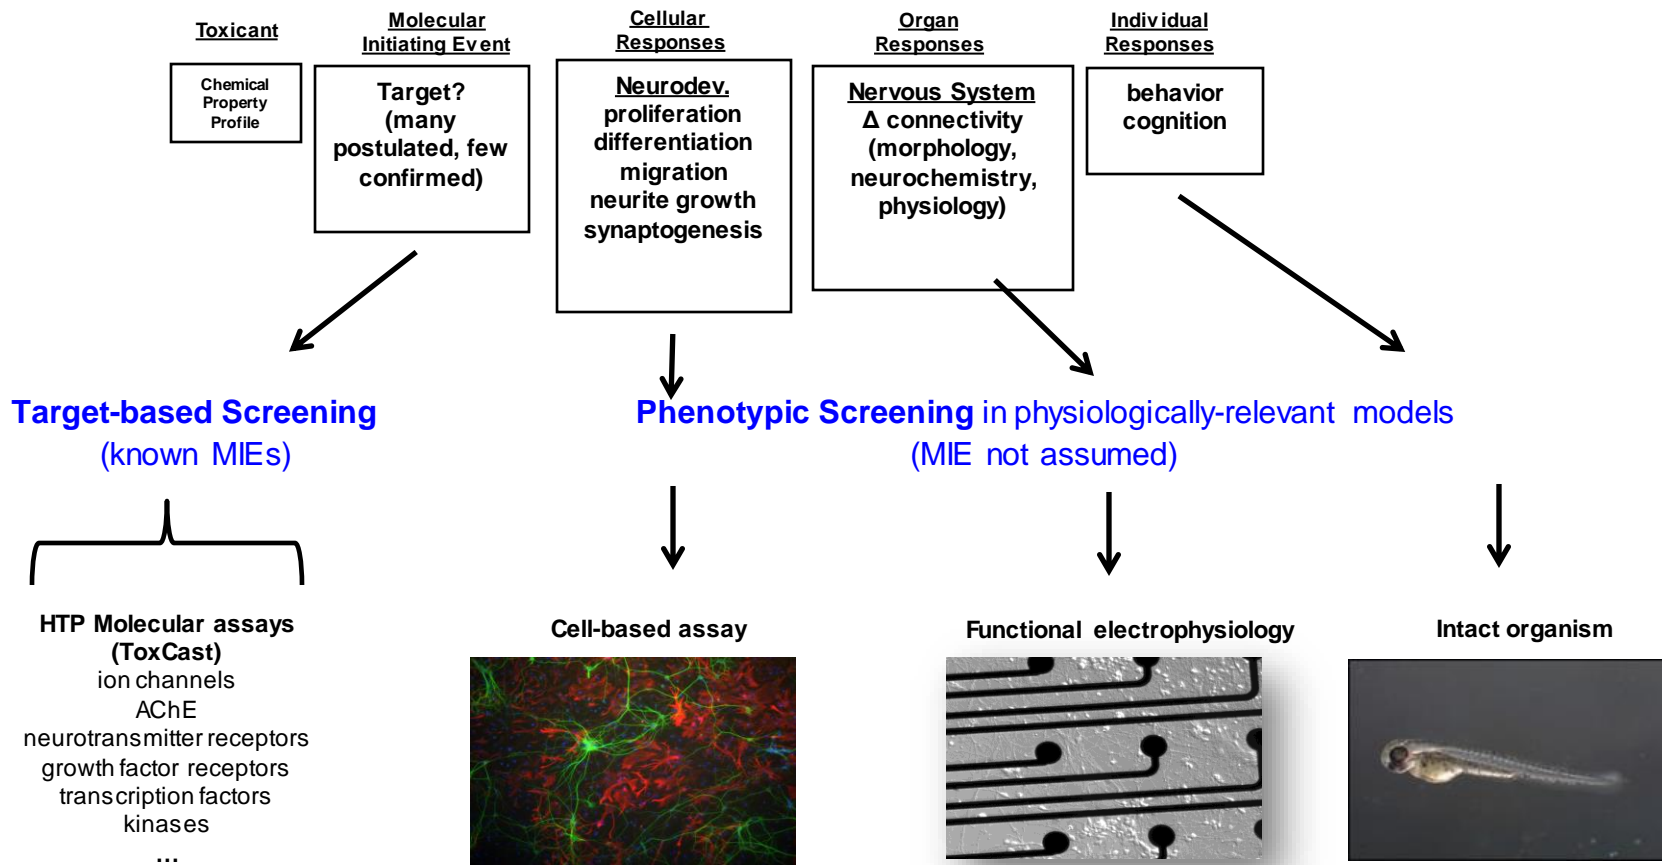 Toxicant
Chemical
Property
Profile
Molecular
Initiating Event
Target?
(many
postulated, few
confirmed)
Cellular
Responses
Neurodev.
proliferation
differentiation
migration
neurite growth
synaptogenesis
Organ
Responses
Nervous System
Δ connectivity
(morphology,
neurochemistry,
physiology)
Individual
Responses
behavior
cognition
Target-based Screening
(known MIEs)
Phenotypic Screening in physiologically-relevant models
(MIE not assumed)
HTP Molecular assays
(ToxCast)
ion channels
AChE
neurotransmitter receptors
growth factor receptors
transcription factors
kinases
...
Cell-based assay
Functional electrophysiology
Intact organism